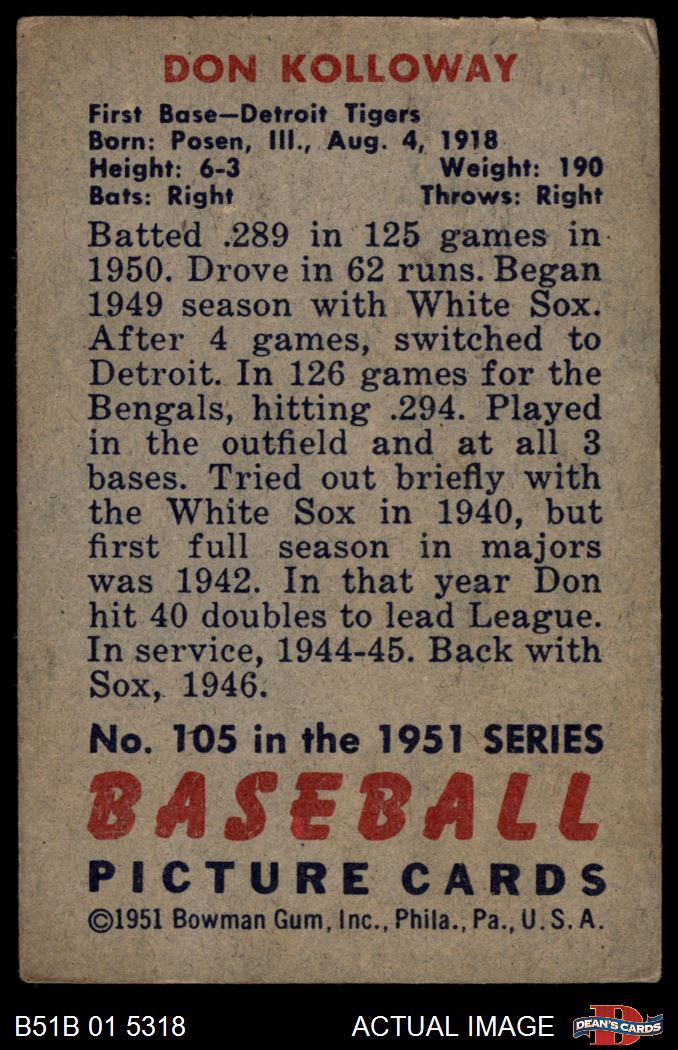 DON KOLLOWAY
First Base—Detroit Tigers
Born: Posen, Ill., Aug. 4, 1918
Height: 6-3 Weight: 190
Bats: Right Throws: Right
Batted .289 in 125 games in
1950. Drove in 62 runs. Began
1949 season with White Sox.
After 4 games, switched to
Detroit. In 126 games for the
Bengals, hitting .294. Played
in the outfield and at all 3
bases. Tried out briefly with
the White Sox in 1940, but
first full season in majors
was 1942. In that year Don
hit 40 doubles to lead League.
In service, 1944-45. Back with
Sox, 1946.
No. 105 in the 1951 SERIES
BASEBALL
PICTURE CARDS
©1951 Bowman Gum, Inc., Phila., Pa., U. S. A.
B51B 01 5318 ACTUAL IMAGE D DEAN'S CARDS